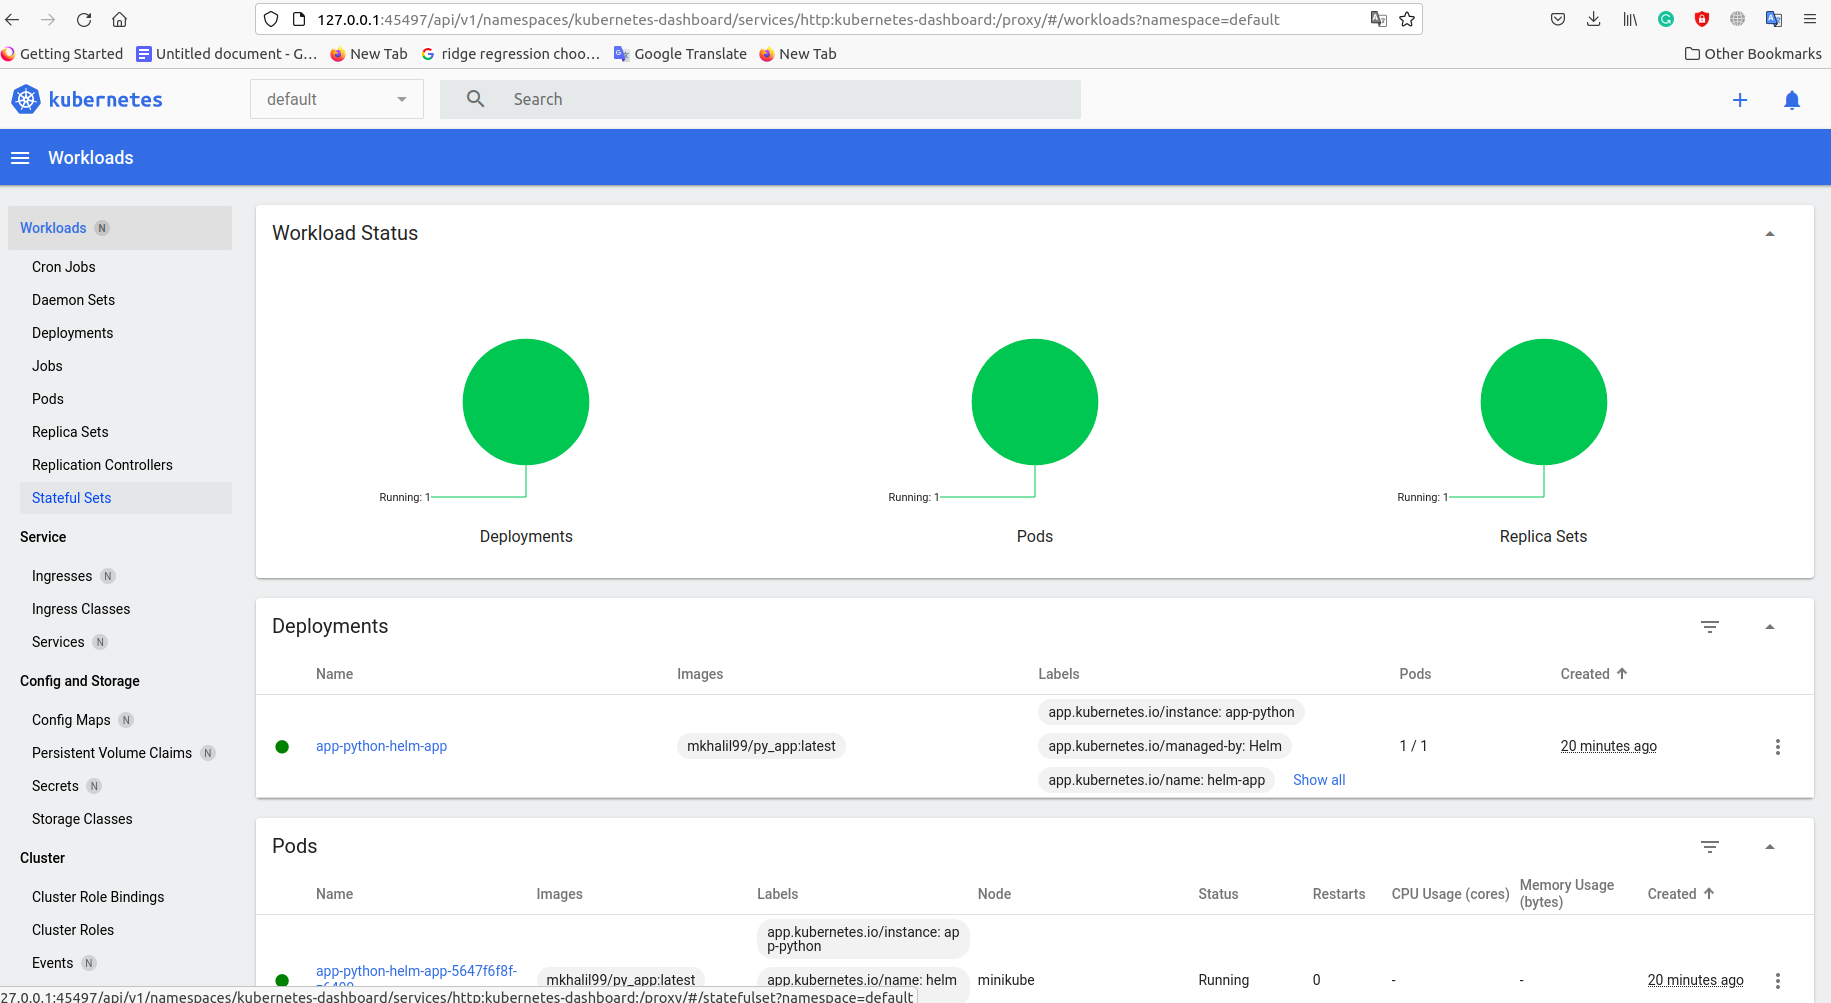 127.0.0.1:45497/api/v1/namespaces/kubernetes-dashboard/services/http:kubernetes-dashboard:/proxy/#/workloads?namespace=default
Getting Started
Untitled document - G…
New Tab
ridge regression choo…
Google Translate
New Tab
Other Bookmarks
kubernetes
default
Search
Workloads
Workloads N
Cron Jobs
Daemon Sets
Deployments
Jobs
Pods
Replica Sets
Replication Controllers
Stateful Sets
Service
Ingresses N
Ingress Classes
Services N
Config and Storage
Config Maps N
Persistent Volume Claims N
Secrets N
Storage Classes
Cluster
Cluster Role Bindings
Cluster Roles
Events N
Workload Status
Running: 1
Deployments
Running: 1
Pods
Running: 1
Replica Sets
Deployments
Name Images Labels Pods Created
app.kubernetes.io/instance: app-python
app-python-helm-app mkhalil99/py_app:latest app.kubernetes.io/managed-by: Helm 1 / 1 20 minutes ago
app.kubernetes.io/name: helm-app Show all
Pods
Name Images Labels Node Status Restarts CPU Usage (cores) Memory Usage (bytes) Created
app.kubernetes.io/instance: ap
p-python
app-python-helm-app-5647f6f8f-
mkhalil99/py_app:latest app.kubernetes.io/name: helm minikube Running 0 - - 20 minutes ago
27.0.0.1:45497/api/v1/namespaces/kubernetes-dashboard/services/http:kubernetes-dashboard:/proxy/#/statefulset?namespace=default